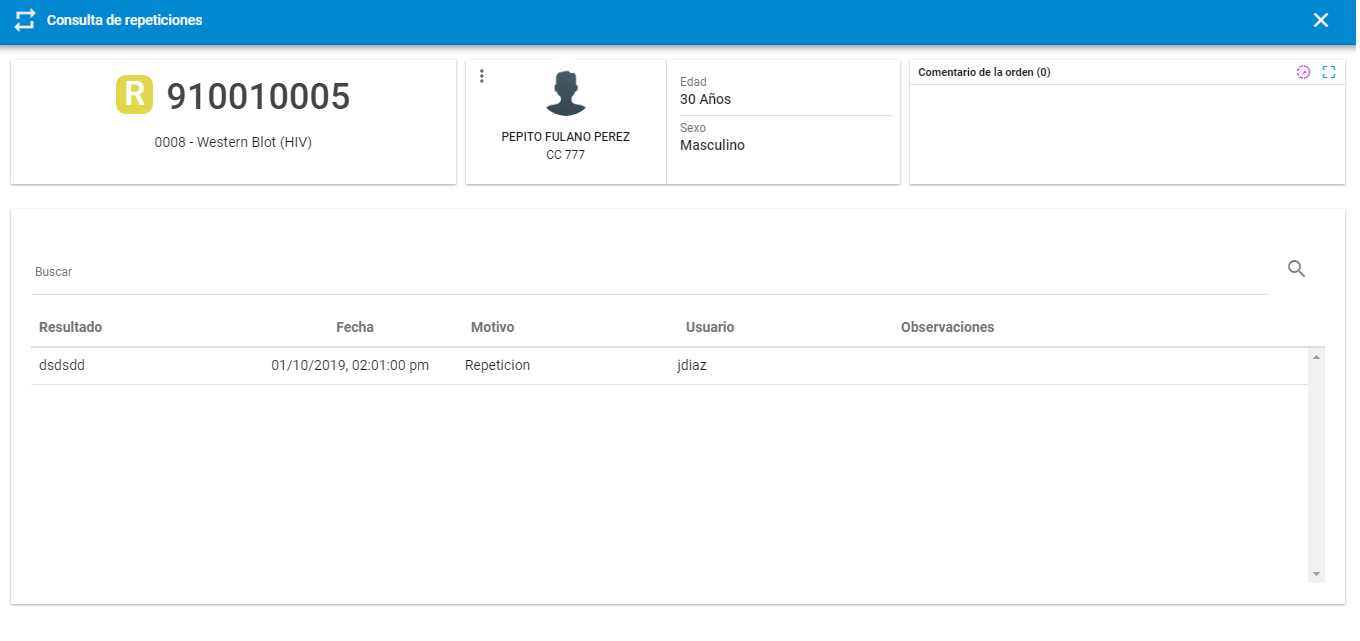 Consulta de repeticiones
R 910010005
0008 - Western Blot (HIV)
PEPITO FULANO PEREZ
CC 777
Edad
30 Años
Sexo
Masculino
Comentario de la orden (0)
Buscar
Resultado Fecha Motivo Usuario Observaciones
dsdsdd 01/10/2019, 02:01:00 pm Repeticion jdiaz